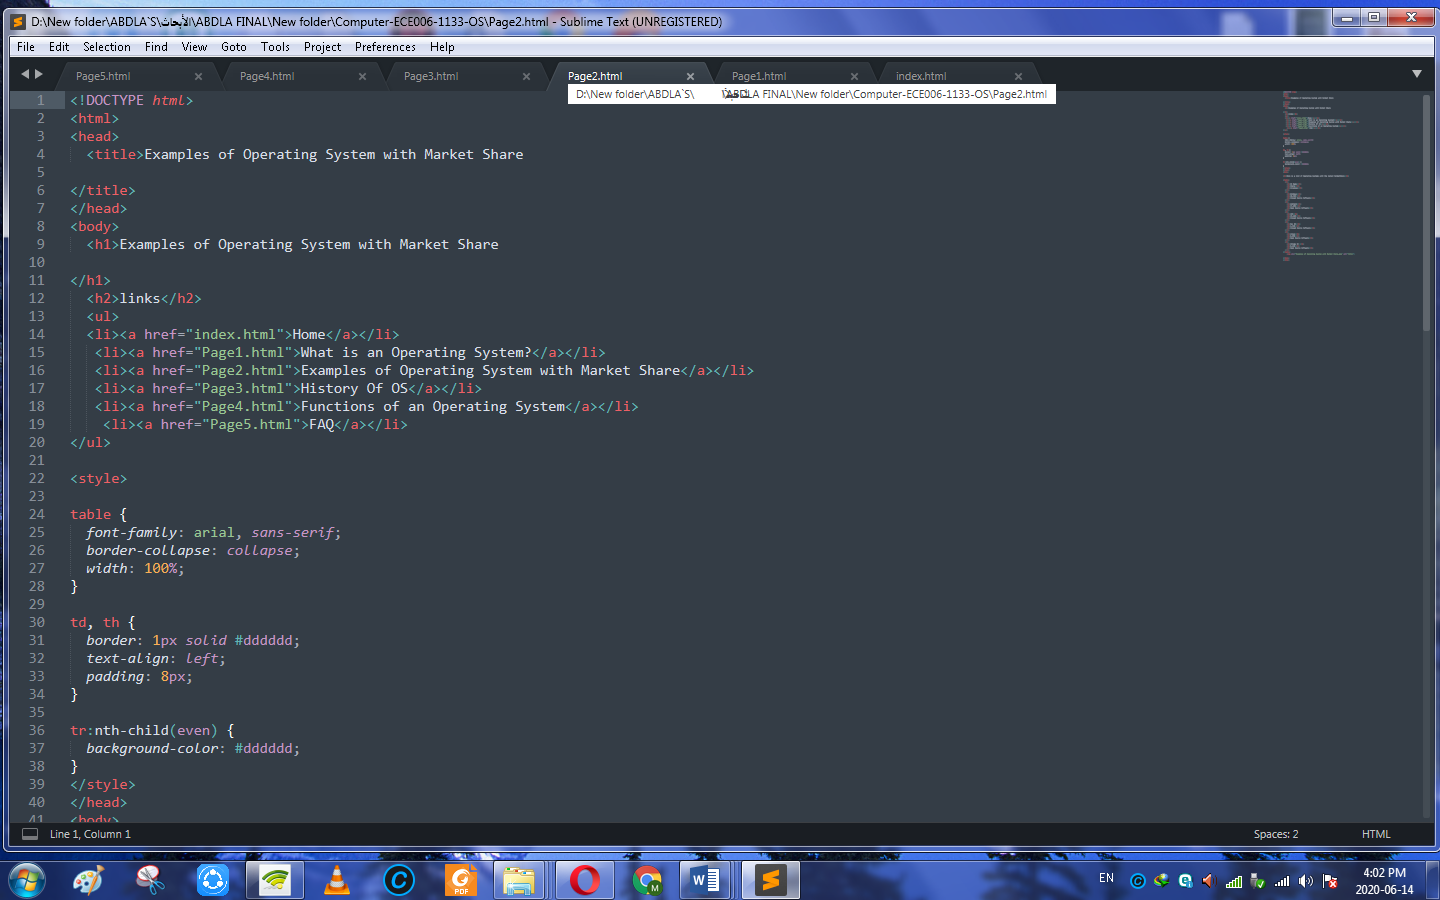 D:\New folder\ABDLA`S\الأبحاث\ABDLA FINAL\New folder\Computer-ECE006-1133-OS\Page2.html - Sublime Text (UNREGISTERED)
File Edit Selection Find View Goto Tools Project Preferences Help
Page5.html Page4.html Page3.html Page2.html Page1.html index.html
D:\New folder\ABDLA`S\ \ABDLA FINAL\New folder\Computer-ECE006-1133-OS\Page2.html
1 <!DOCTYPE html>
2 <html>
3 <head>
4 <title>Examples of Operating System with Market Share
5
6 </title>
7 </head>
8 <body>
9 <h1>Examples of Operating System with Market Share
10
11 </h1>
12 <h2>links</h2>
13 <ul>
14 <li><a href="index.html">Home</a></li>
15 <li><a href="Page1.html">What is an Operating System?</a></li>
16 <li><a href="Page2.html">Examples of Operating System with Market Share</a></li>
17 <li><a href="Page3.html">History Of OS</a></li>
18 <li><a href="Page4.html">Functions of an Operating System</a></li>
19 <li><a href="Page5.html">FAQ</a></li>
20 </ul>
21
22 <style>
23
24 table {
25 font-family: arial, sans-serif;
26 border-collapse: collapse;
27 width: 100%;
28 }
29
30 td, th {
31 border: 1px solid #dddddd;
32 text-align: left;
33 padding: 8px;
34 }
35
36 tr:nth-child(even) {
37 background-color: #dddddd;
38 }
39 </style>
40 </head>
41 <body>
Line 1, Column 1 Spaces: 2 HTML
PDF
M
W
EN
4:02 PM
2020-06-14